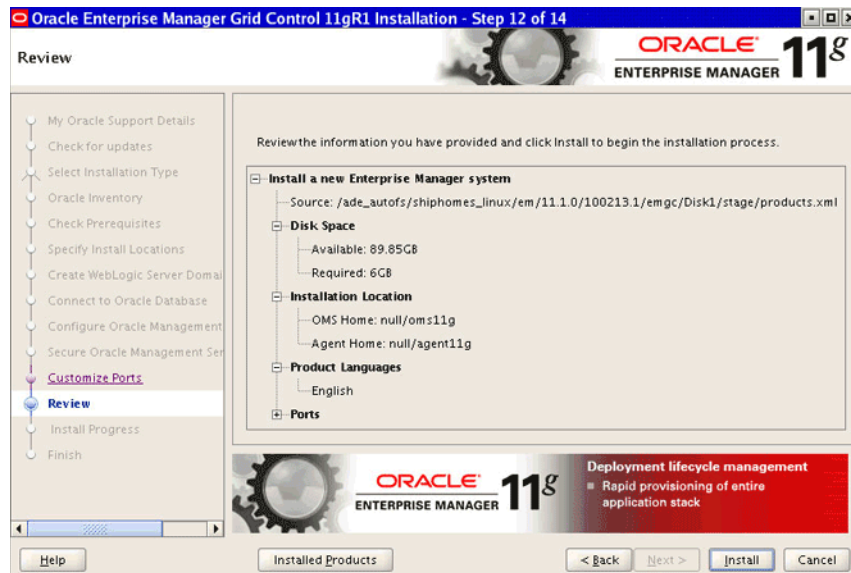 Oracle Enterprise Manager Grid Control 11gR1 Installation - Step 12 of 14
Review
ORACLE
ENTERPRISE MANAGER 11g
My Oracle Support Details
Check for updates
Select Installation Type
Oracle Inventory
Check Prerequisites
Specify Install Locations
Create WebLogic Server Domai
Connect to Oracle Database
Configure Oracle Management
Secure Oracle Management Ser
Customize Ports
Review
Install Progress
Finish
Review the information you have provided and click Install to begin the installation process.
Install a new Enterprise Manager system
Source: /ade_autofs/shiphomes_linux/em/11.1.0/100213.1/emgc/Disk1/stage/products.xml
Disk Space
Available: 89.85GB
Required: 6GB
Installation Location
OMS Home: null/oms11g
Agent Home: null/agent11g
Product Languages
English
Ports
ORACLE
ENTERPRISE MANAGER 11g
Deployment lifecycle management
Rapid provisioning of entire
application stack
Help
Installed Products
< Back
Next >
Install
Cancel